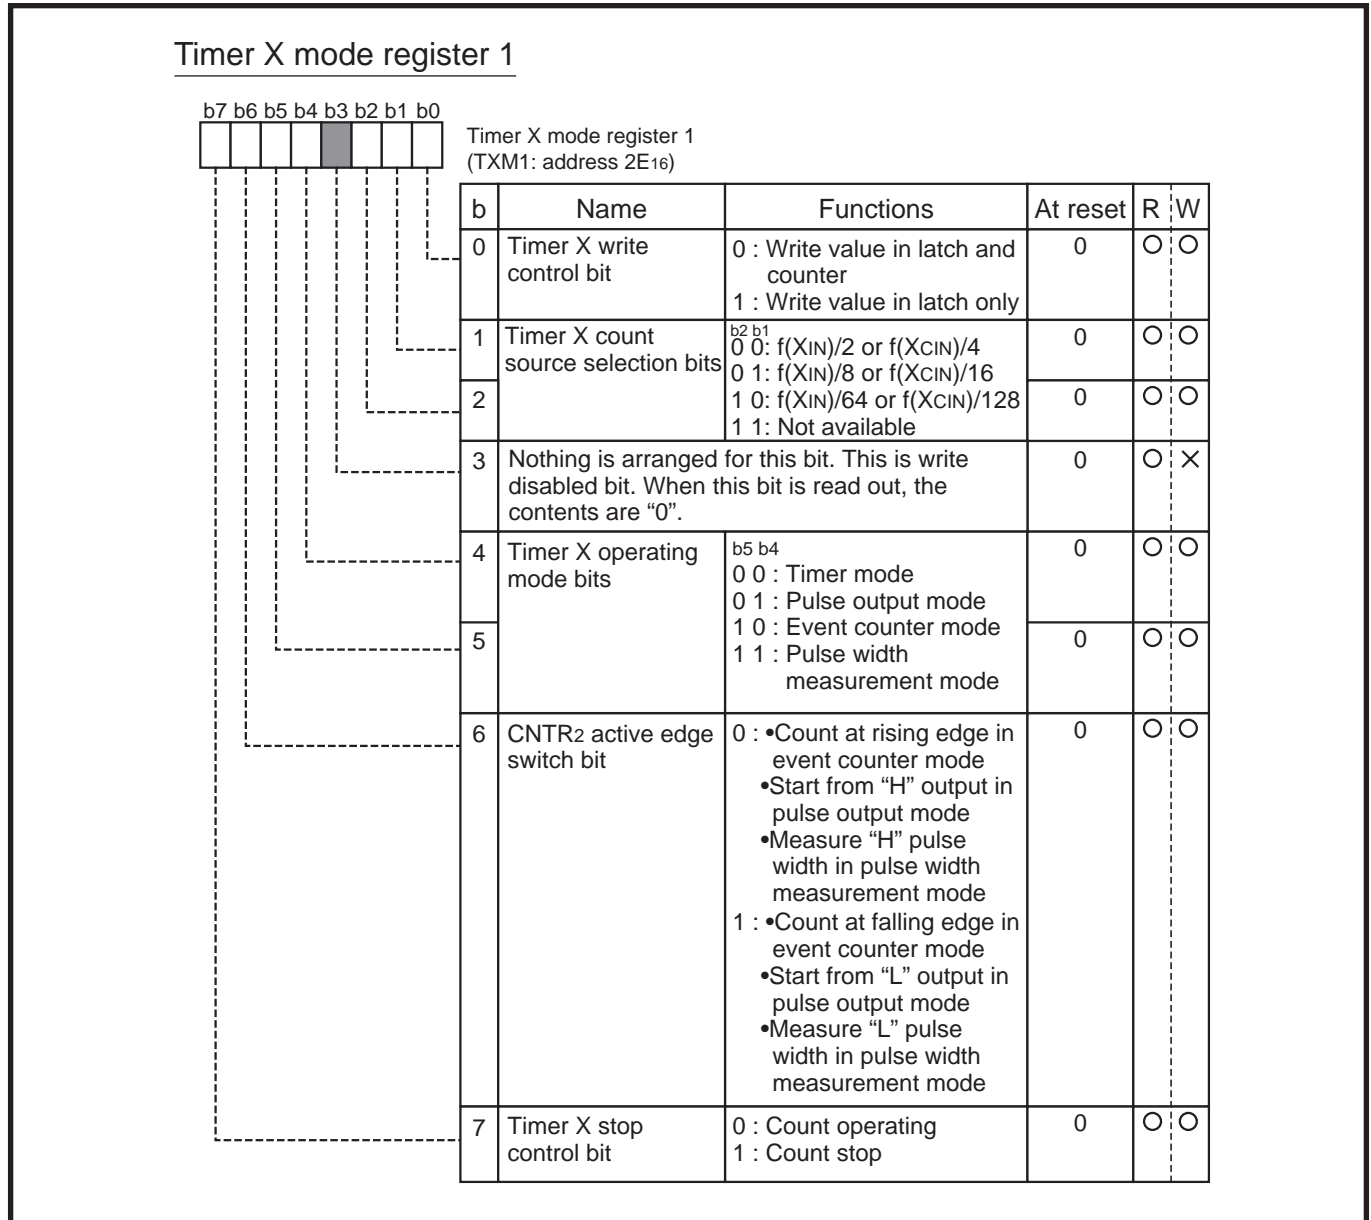 Timer X mode register 1
b7 b6 b5 b4 b3 b2 b1 b0
Timer X mode register 1
(TXM1: address 2E16)
b Name Functions At reset R W
0 Timer X write control bit 0 : Write value in latch and counter 0 O O
1 : Write value in latch only
1 Timer X count source selection bits b2 b1 0 O O
0 0: f(XIN)/2 or f(XCIN)/4
0 1: f(XIN)/8 or f(XCIN)/16
2 1 0: f(XIN)/64 or f(XCIN)/128 0 O O
1 1: Not available
3 Nothing is arranged for this bit. This is write 0 O ×
disabled bit. When this bit is read out, the
contents are “0”.
4 Timer X operating mode bits b5 b4 0 O O
0 0 : Timer mode
0 1 : Pulse output mode
5 1 0 : Event counter mode 0 O O
1 1 : Pulse width
measurement mode
6 CNTR2 active edge switch bit 0 : •Count at rising edge in 0 O O
event counter mode
•Start from “H” output in
pulse output mode
•Measure “H” pulse
width in pulse width
measurement mode
1 : •Count at falling edge in
event counter mode
•Start from “L” output in
pulse output mode
•Measure “L” pulse
width in pulse width
measurement mode
7 Timer X stop control bit 0 : Count operating 0 O O
1 : Count stop